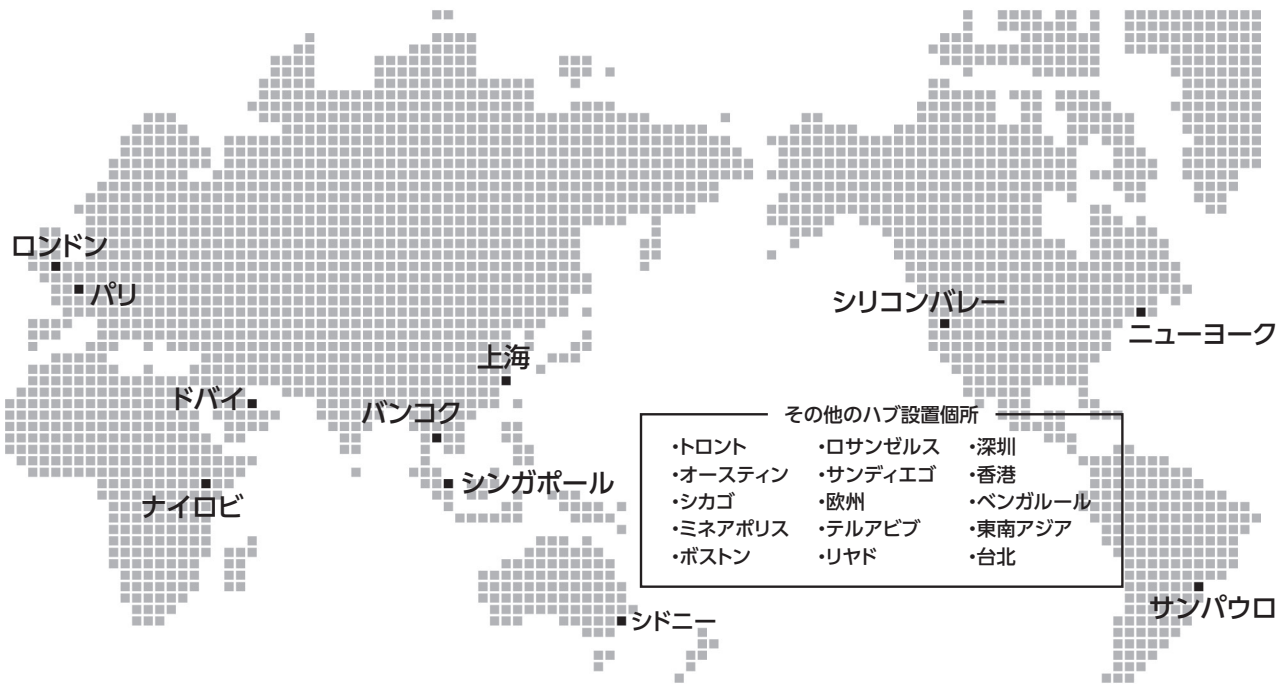 ロンドン
パリ
シリコンバレー
ニューヨーク
上海
ドバイ
バンコク
シンガポール
ナイロビ
その他のハブ設置個所
・トロント ・ロサンゼルス ・深圳
・オースティン ・サンディエゴ ・香港
・シカゴ ・欧州 ・ベンガルール
・ミネアポリス ・テルアビブ ・東南アジア
・ボストン ・リヤド ・台北
サンパウロ
シドニー